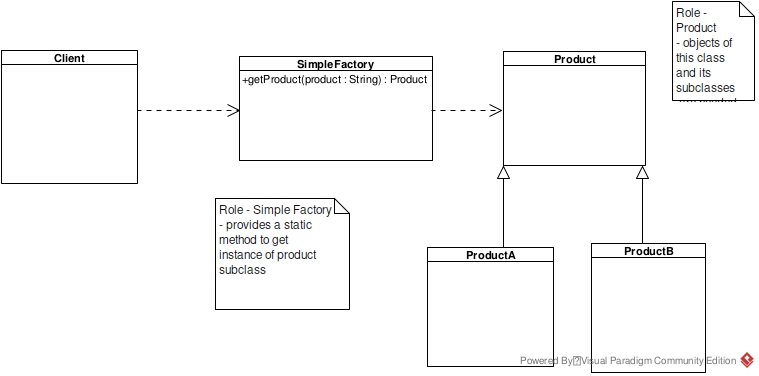 Role -
Product
- objects of
this class
and its
subclasses
Client
SimpleFactory
+getProduct(product : String) : Product
Product
Role - Simple Factory
- provides a static
method to get
instance of product
subclass
ProductA
ProductB
Powered By Visual Paradigm Community Edition